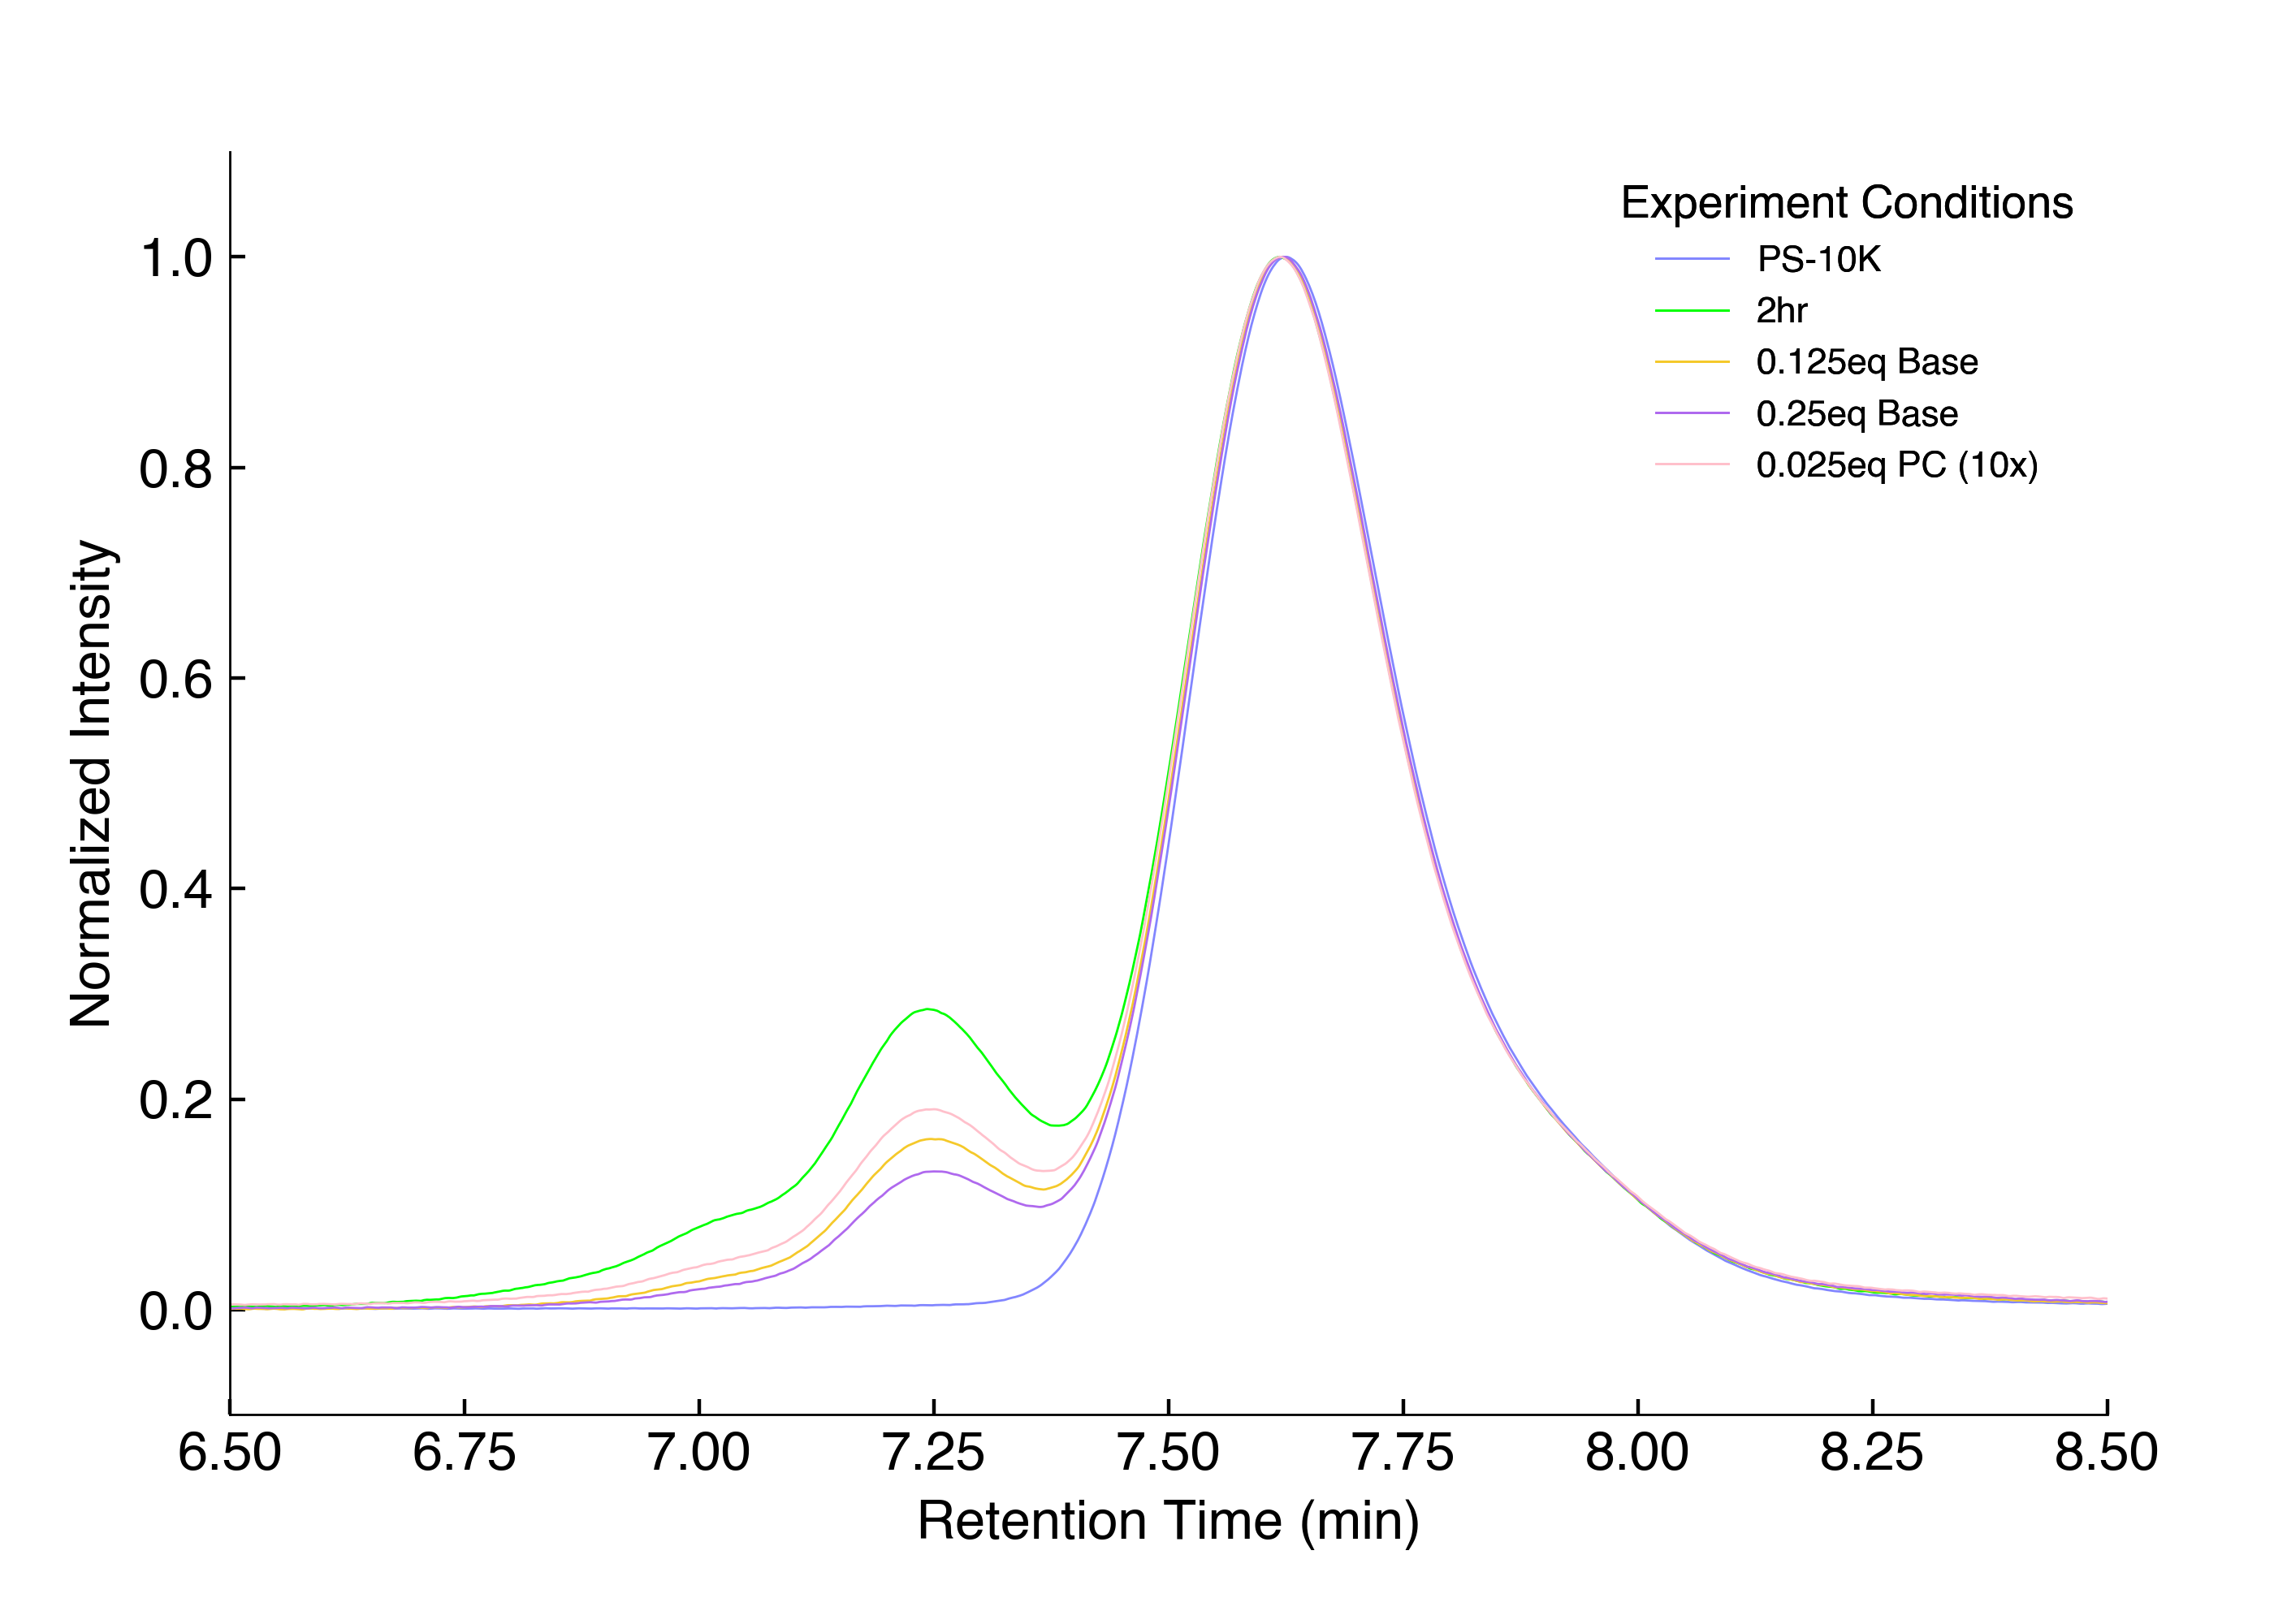 Experiment Conditions
PS-10K
2hr
0.125eq Base
0.25eq Base
0.025eq PC (10x)
1.0
0.8
0.6
0.4
0.2
0.0
Normalized Intensity
6.50 6.75 7.00 7.25 7.50 7.75 8.00 8.25 8.50
Retention Time (min)